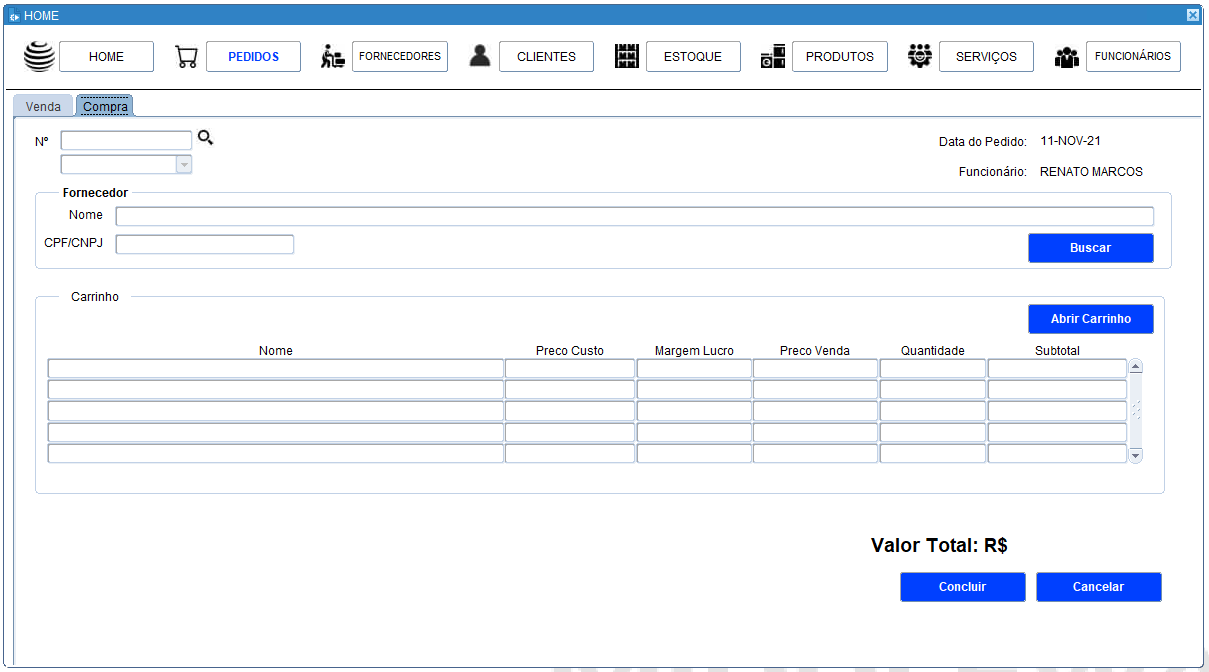 HOME
HOME PEDIDOS FORNECEDORES CLIENTES ESTOQUE PRODUTOS SERVIÇOS FUNCIONÁRIOS
Venda Compra
Nº
Data do Pedido: 11-NOV-21
Funcionário: RENATO MARCOS
Fornecedor
Nome
CPF/CNPJ
Buscar
Carrinho
Abrir Carrinho
Nome Preco Custo Margem Lucro Preco Venda Quantidade Subtotal
Valor Total: R$
Concluir Cancelar